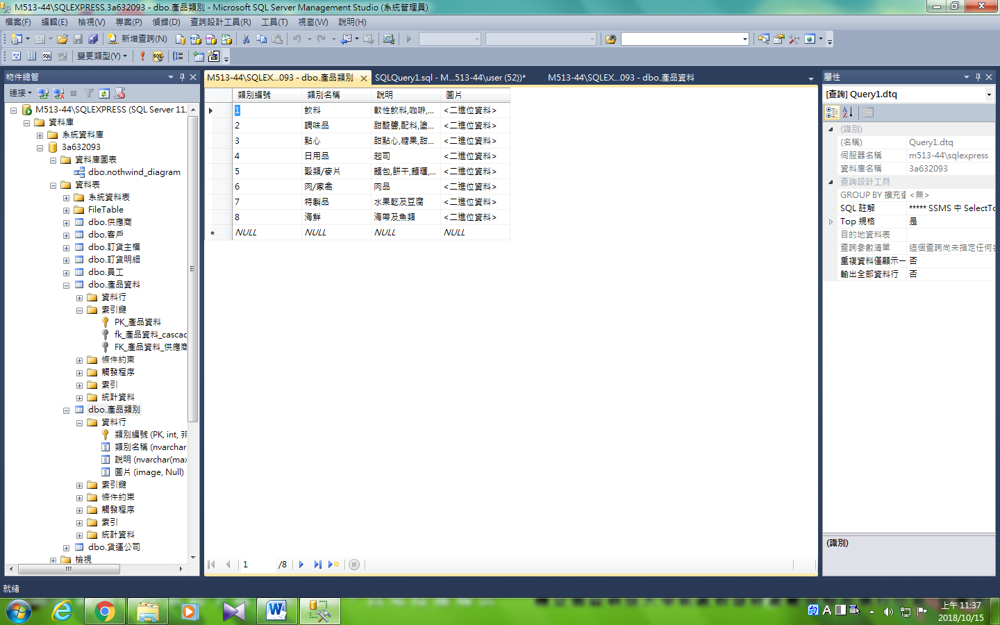 M513-44\SQLEXPRESS.3a632093 - dbo.產品類別 - Microsoft SQL Server Management Studio (系統管理員)
檔案(F) 編輯(E) 檢視(V) 專案(P) 偵錯(D) 查詢設計工具(R) 工具(T) 視窗(W) 說明(H)
新增查詢(N)
變更類型(Y)
物件總管
連接
M513-44\SQLEXPRESS (SQL Server 11.
資料庫
系統資料庫
3a632093
資料庫圖表
dbo.nothwind_diagram
資料表
系統資料表
FileTable
dbo.供應商
dbo.客戶
dbo.訂貨主檔
dbo.訂貨明細
dbo.員工
dbo.產品資料
資料行
索引鍵
PK_產品資料
fk_產品資料_cascac
FK_產品資料_供應商
條件約束
觸發程序
索引
統計資料
dbo.產品類別
資料行
類別編號 (PK, int, 非
類別名稱 (nvarchar
說明 (nvarchar(max
圖片 (image, Null)
索引鍵
條件約束
觸發程序
索引
統計資料
dbo.貨運公司
檢視
M513-44\SQLEX...093 - dbo.產品類別 SQLQuery1.sql - M...513-44\user (52))* M513-44\SQLEX...093 - dbo.產品資料
類別編號 類別名稱 說明 圖片
1 飲料 軟性飲料,咖啡,... <二進位資料>
2 調味品 甜酸醬,配料,塗... <二進位資料>
3 點心 甜點心,糖果,甜... <二進位資料>
4 日用品 起司 <二進位資料>
5 穀類/麥片 麵包,餅干,麵糰,... <二進位資料>
6 肉/家禽 肉品 <二進位資料>
7 特製品 水果乾及豆腐 <二進位資料>
8 海鮮 海帶及魚類 <二進位資料>
NULL NULL NULL NULL
1 /8
屬性
[查詢] Query1.dtq
(識別)
(名稱) Query1.dtq
伺服器名稱 m513-44\sqlexpress
資料庫名稱 3a632093
查詢設計工具
GROUP BY 擴充 <無>
SQL 註解 ***** SSMS 中 SelectTo
Top 規格 是
目的地資料表
查詢參數清單 這個查詢尚未指定任何
重複資料僅顯示一 否
輸出全部資料行 否
(識別)
就緒
A
上午 11:37
2018/10/15